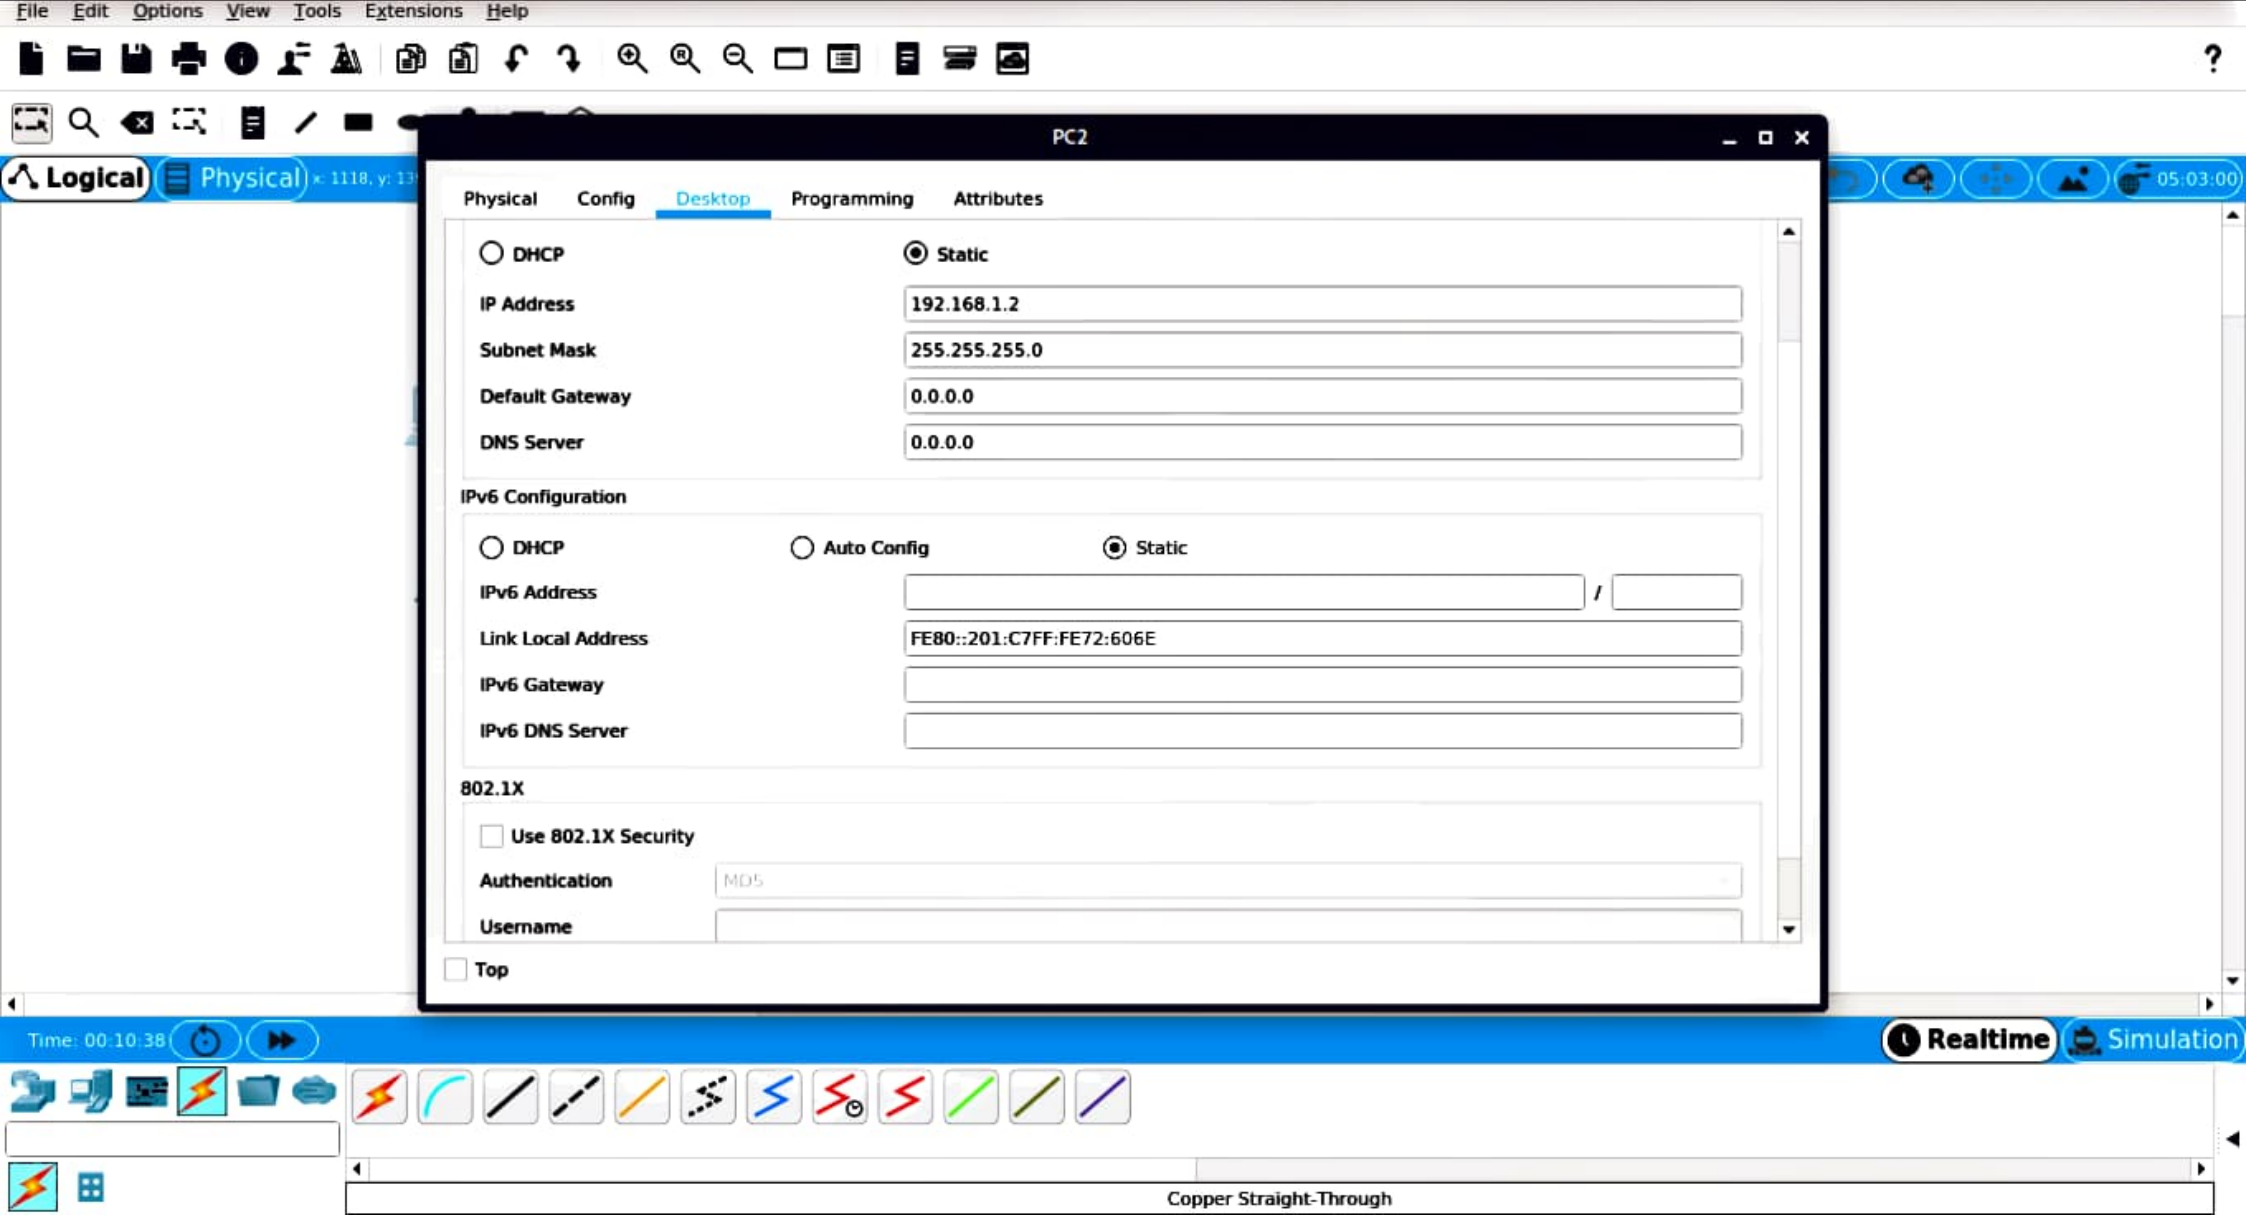 File Edit Options View Tools Extensions Help
?
PC2
Logical Physical x: 1118, y: 13
05:03:00
Physical Config Desktop Programming Attributes
DHCP Static
IP Address 192.168.1.2
Subnet Mask 255.255.255.0
Default Gateway 0.0.0.0
DNS Server 0.0.0.0
IPv6 Configuration
DHCP Auto Config Static
IPv6 Address /
Link Local Address FE80::201:C7FF:FE72:606E
IPv6 Gateway
IPv6 DNS Server
802.1X
Use 802.1X Security
Authentication MD5
Username
Top
Time: 00:10:38 Realtime Simulation
Copper Straight-Through